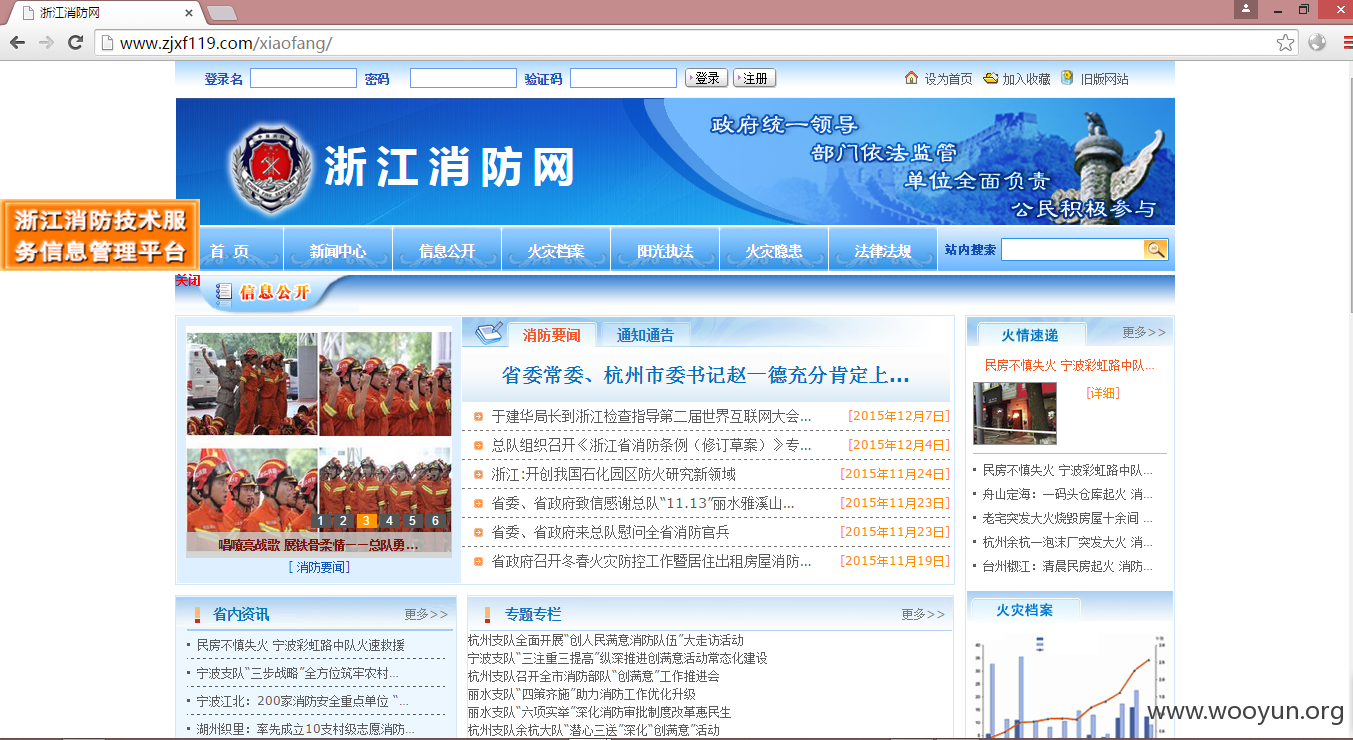 浙江消防网
www.zjxf119.com/xiaofang/
登录名 密码 验证码 登录 注册 设为首页 加入收藏 旧版网站
浙江消防网
政府统一领导
部门依法监管
单位全面负责
公民积极参与
浙江消防技术服
务信息管理平台
首 页 新闻中心 信息公开 火灾档案 阳光执法 火灾隐患 法律法规 站内搜索
关闭
信息公开
1 2 3 4 5 6
唱嘹亮战歌 展铁骨柔情一一总队勇...
[ 消防要闻]
消防要闻 通知通告
省委常委、杭州市委书记赵一德充分肯定上...
于建华局长到浙江检查指导第二届世界互联网大会... [2015年12月7日]
总队组织召开《浙江省消防条例（修订草案）》专... [2015年12月4日]
浙江:开创我国石化园区防火研究新领域 [2015年11月24日]
省委、省政府致信感谢总队“11.13”丽水雅溪山... [2015年11月23日]
省委、省政府来总队慰问全省消防官兵 [2015年11月23日]
省政府召开冬春火灾防控工作暨居住出租房屋消防... [2015年11月19日]
火情速递 更多>>
民房不慎失火 宁波彩虹路中队...
[详细]
民房不慎失火 宁波彩虹路中队...
舟山定海：一码头仓库起火 消...
老宅突发大火烧毁房屋十余间 ...
杭州余杭一泡沫厂突发大火 消...
台州椒江：清晨民房起火 消防...
省内资讯 更多>>
民房不慎失火 宁波彩虹路中队火速救援
宁波支队“三步战略”全方位筑牢农村...
宁波江北：200家消防安全重点单位 “...
湖州织里：率先成立10支村级志愿消防...
专题专栏 更多>>
杭州支队全面开展“创人民满意消防队伍”大走访活动
宁波支队“三注重三提高”纵深推进创满意活动常态化建设
杭州支队召开全市消防部队“创满意”工作推进会
丽水支队“四策齐施”助力消防工作优化升级
丽水支队“六项实举”深化消防审批制度改革惠民生
杭州支队余杭大队“潜心三送”深化“创满意”活动
火灾档案
www.wooyun.org